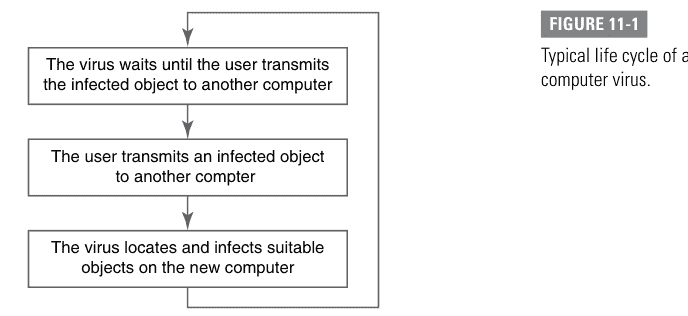 The virus waits until the user transmits
the infected object to another computer
The user transmits an infected object
to another compter
The virus locates and infects suitable
objects on the new computer
FIGURE 11-1
Typical life cycle of a
computer virus.